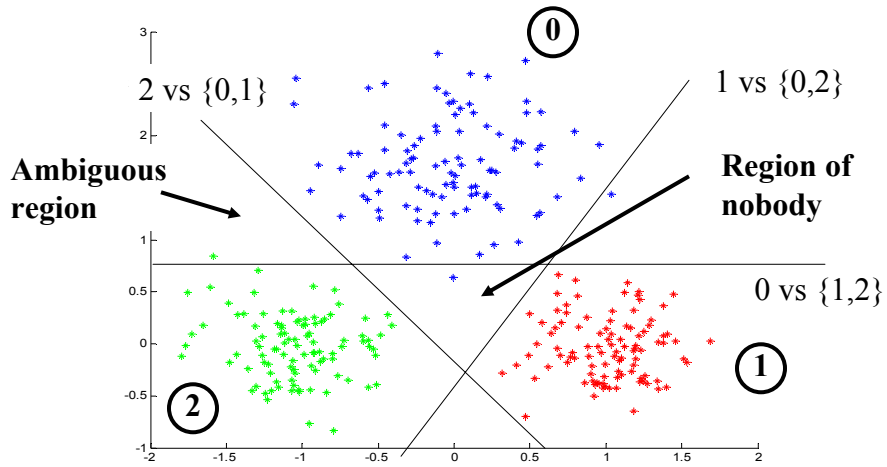 3
0
2 vs {0,1}
1 vs {0,2}
2
Ambiguous
region
Region of
nobody
1
0.5
0 vs {1,2}
0
1
-0.5
2
-1
-2 -1.5 -1 -0.5 0 0.5 1 1.5 2